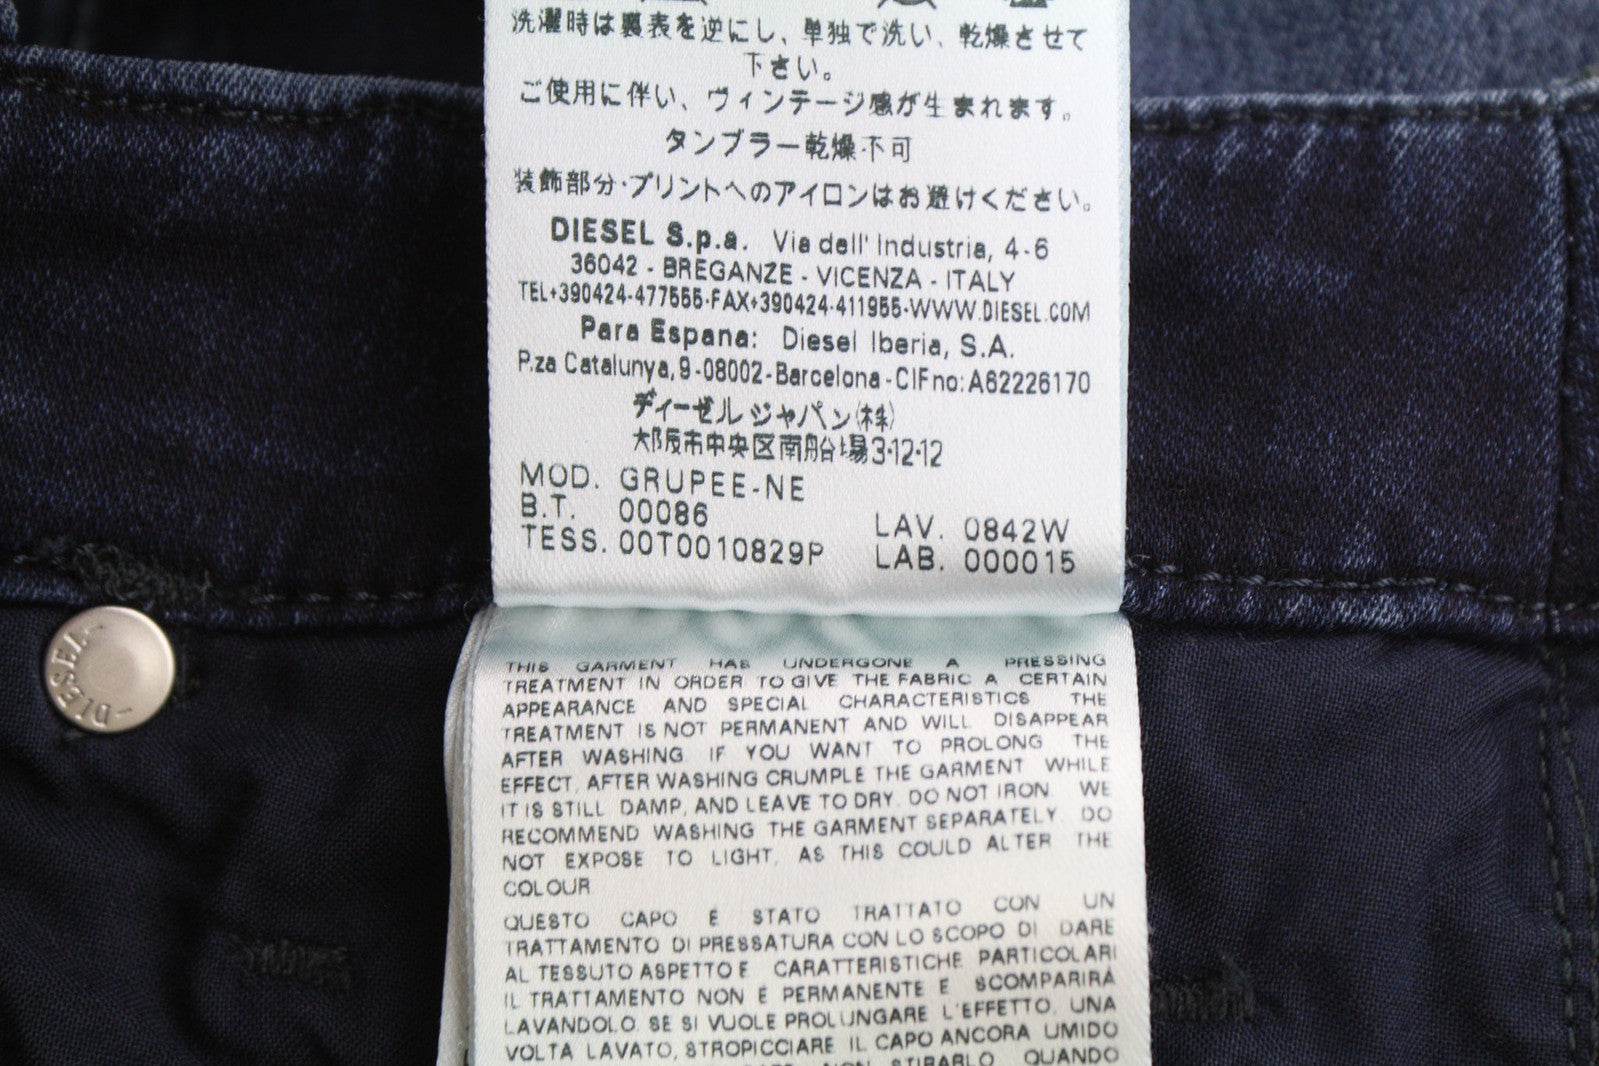 洗濯時は裏表を逆にし、単独で洗い、乾燥させて
下さい。
ご使用に伴い、ヴィンテージ感が生まれます。
タンブラー乾燥不可
装飾部分・プリントへのアイロンはお避けください。
DIESEL S.p.a. Via dell' Industria, 4-6
36042 - BREGANZE - VICENZA - ITALY
TEL+390424-477555-FAX+390424-411955-WWW.DIESEL.COM
Para Espana: Diesel Iberia, S.A.
P.za Catalunya, 9 -08002-Barcelona -CIFno: A62226170
ディーゼル ジャパン(株)
大阪市中央区南船場3-12-12
MOD. GRUPEE-NE
B.T. 00086
LAV. 0842W
TESS. 00T0010829P
LAB. 000015
DIESEL
THIS GARMENT HAS UNDERGONE A PRESSING
TREATMENT IN ORDER TO GIVE THE FABRIC A CERTAIN
APPEARANCE AND SPECIAL CHARACTERISTICS THE
TREATMENT IS NOT PERMANENT AND WILL DISAPPEAR
AFTER WASHING. IF YOU WANT TO PROLONG THE
EFFECT, AFTER WASHING CRUMPLE THE GARMENT WHILE
IT IS STILL DAMP, AND LEAVE TO DRY. DO NOT IRON. WE
RECOMMEND WASHING THE GARMENT SEPARATELY. DO
NOT EXPOSE TO LIGHT, AS THIS COULD ALTER THE
COLOUR
QUESTO CAPO È STATO TRATTATO CON UN
TRATTAMENTO DI PRESSATURA CON LO SCOPO DI DARE
AL TESSUTO ASPETTO E CARATTERISTICHE PARTICOLARI
IL TRATTAMENTO NON È PERMANENTE E SCOMPARIRÀ
LAVANDOLO. SE SI VUOLE PROLUNGARE L'EFFETTO, UNA
VOLTA LAVATO, STROPICCIARE IL CAPO ANCORA UMIDO
NON STIRARLO QUANDO